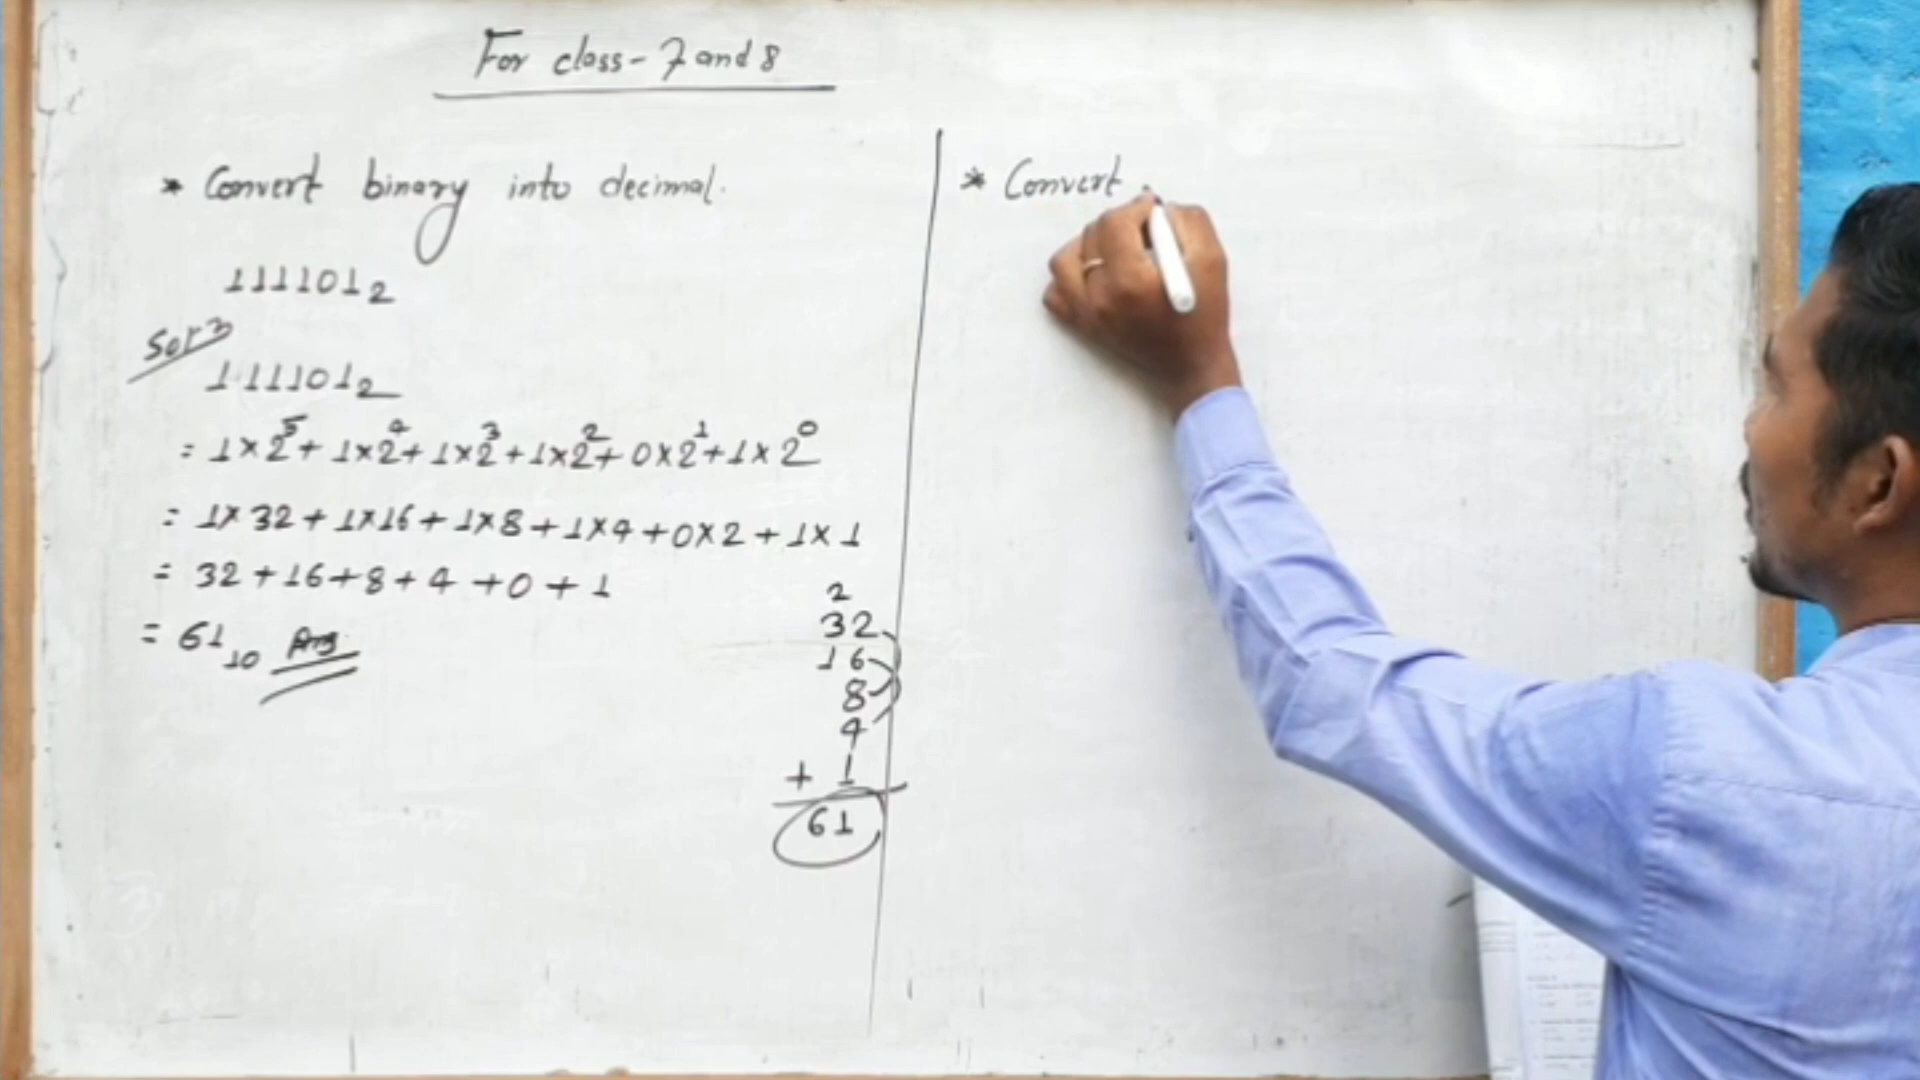 For class-7 and 8
* Convert binary into decimal.
111101₂
Solⁿ
111101₂
= 1×2⁵+ 1×2⁴+ 1×2³+1×2²+ 0×2¹+1×2⁰
= 1×32+1×16+1×8+1×4+0×2+1×1
= 32+16+8+4+0+1
= 61₁₀ Ans.
2
32
16
8
4
+ 1
61
* Convert